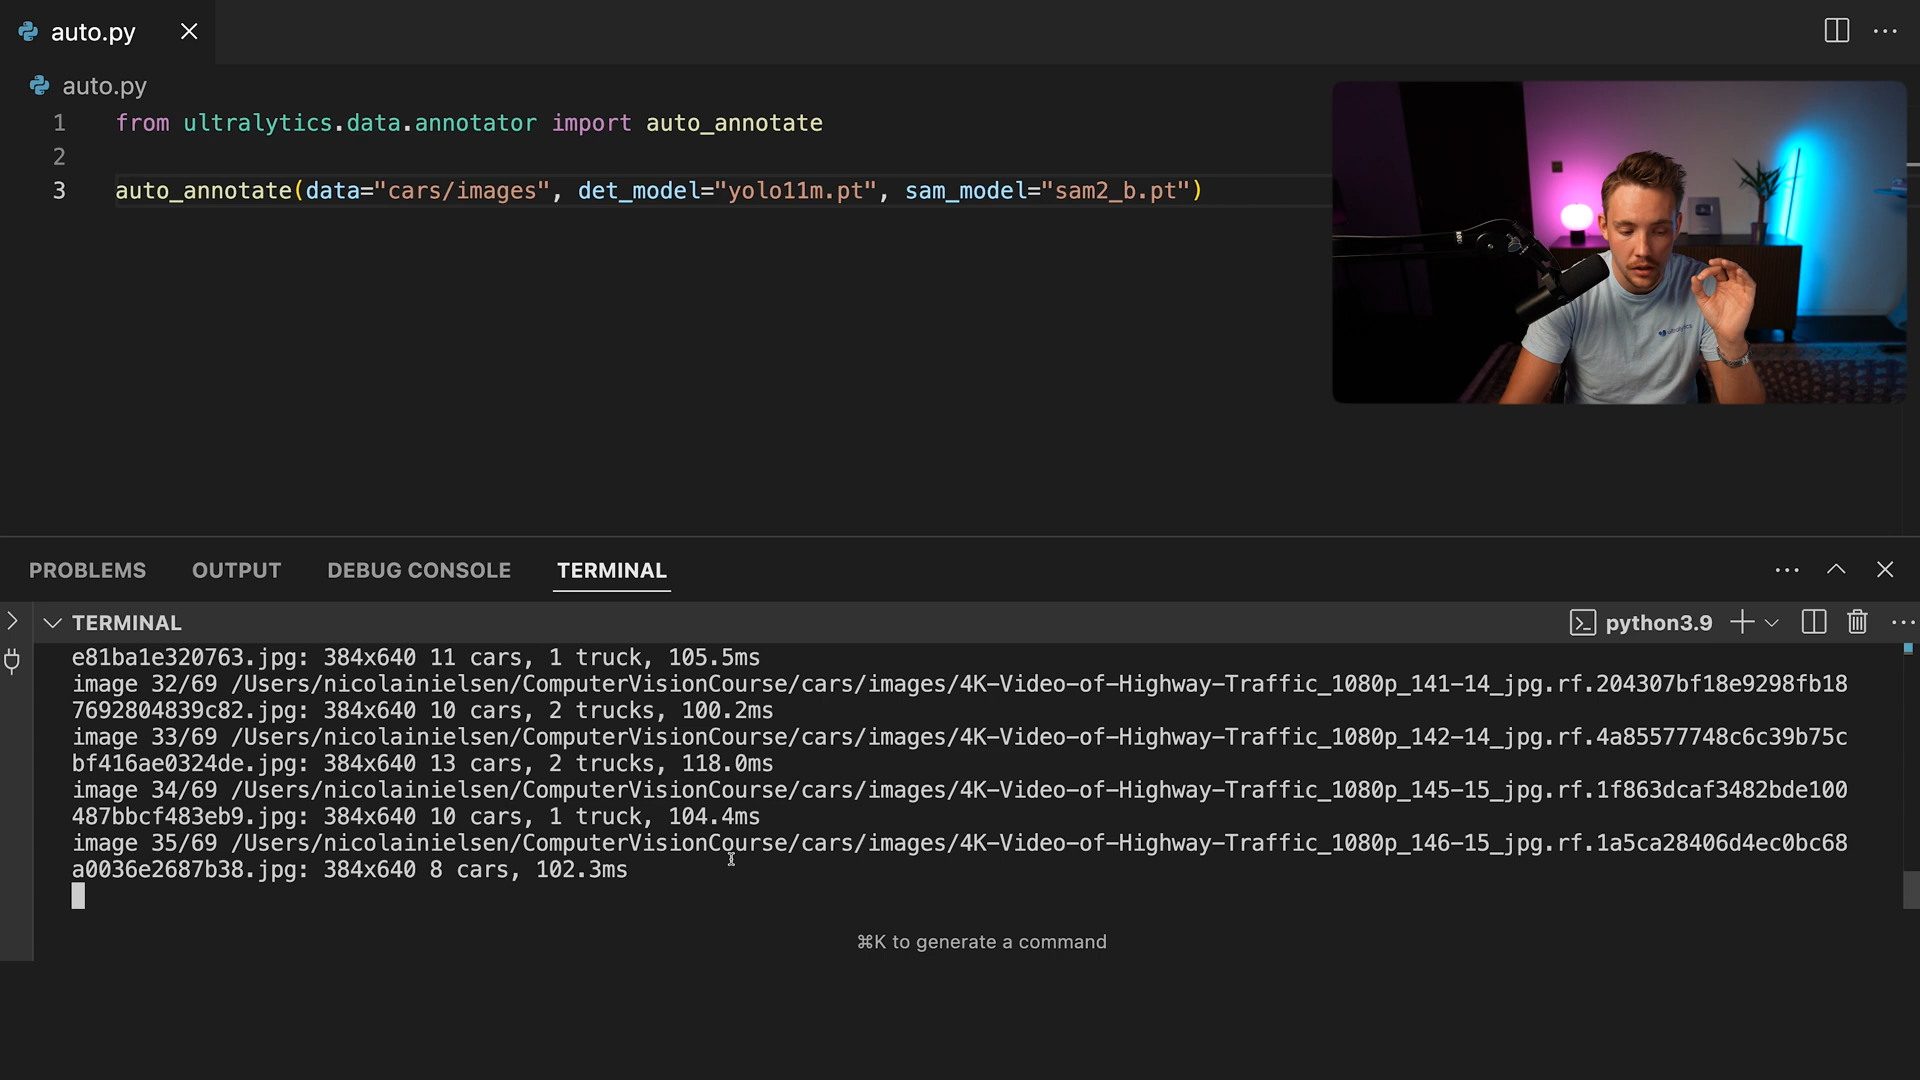 auto.py
auto.py
1 from ultralytics.data.annotator import auto_annotate
2
3 auto_annotate(data="cars/images", det_model="yolo11m.pt", sam_model="sam2_b.pt")
ultralytics
PROBLEMS OUTPUT DEBUG CONSOLE TERMINAL
TERMINAL python3.9
e81ba1e320763.jpg: 384x640 11 cars, 1 truck, 105.5ms
image 32/69 /Users/nicolainielsen/ComputerVisionCourse/cars/images/4K-Video-of-Highway-Traffic_1080p_141-14_jpg.rf.204307bf18e9298fb18
7692804839c82.jpg: 384x640 10 cars, 2 trucks, 100.2ms
image 33/69 /Users/nicolainielsen/ComputerVisionCourse/cars/images/4K-Video-of-Highway-Traffic_1080p_142-14_jpg.rf.4a85577748c6c39b75c
bf416ae0324de.jpg: 384x640 13 cars, 2 trucks, 118.0ms
image 34/69 /Users/nicolainielsen/ComputerVisionCourse/cars/images/4K-Video-of-Highway-Traffic_1080p_145-15_jpg.rf.1f863dcaf3482bde100
487bbcf483eb9.jpg: 384x640 10 cars, 1 truck, 104.4ms
image 35/69 /Users/nicolainielsen/ComputerVisionCourse/cars/images/4K-Video-of-Highway-Traffic_1080p_146-15_jpg.rf.1a5ca28406d4ec0bc68
a0036e2687b38.jpg: 384x640 8 cars, 102.3ms
⌘K to generate a command